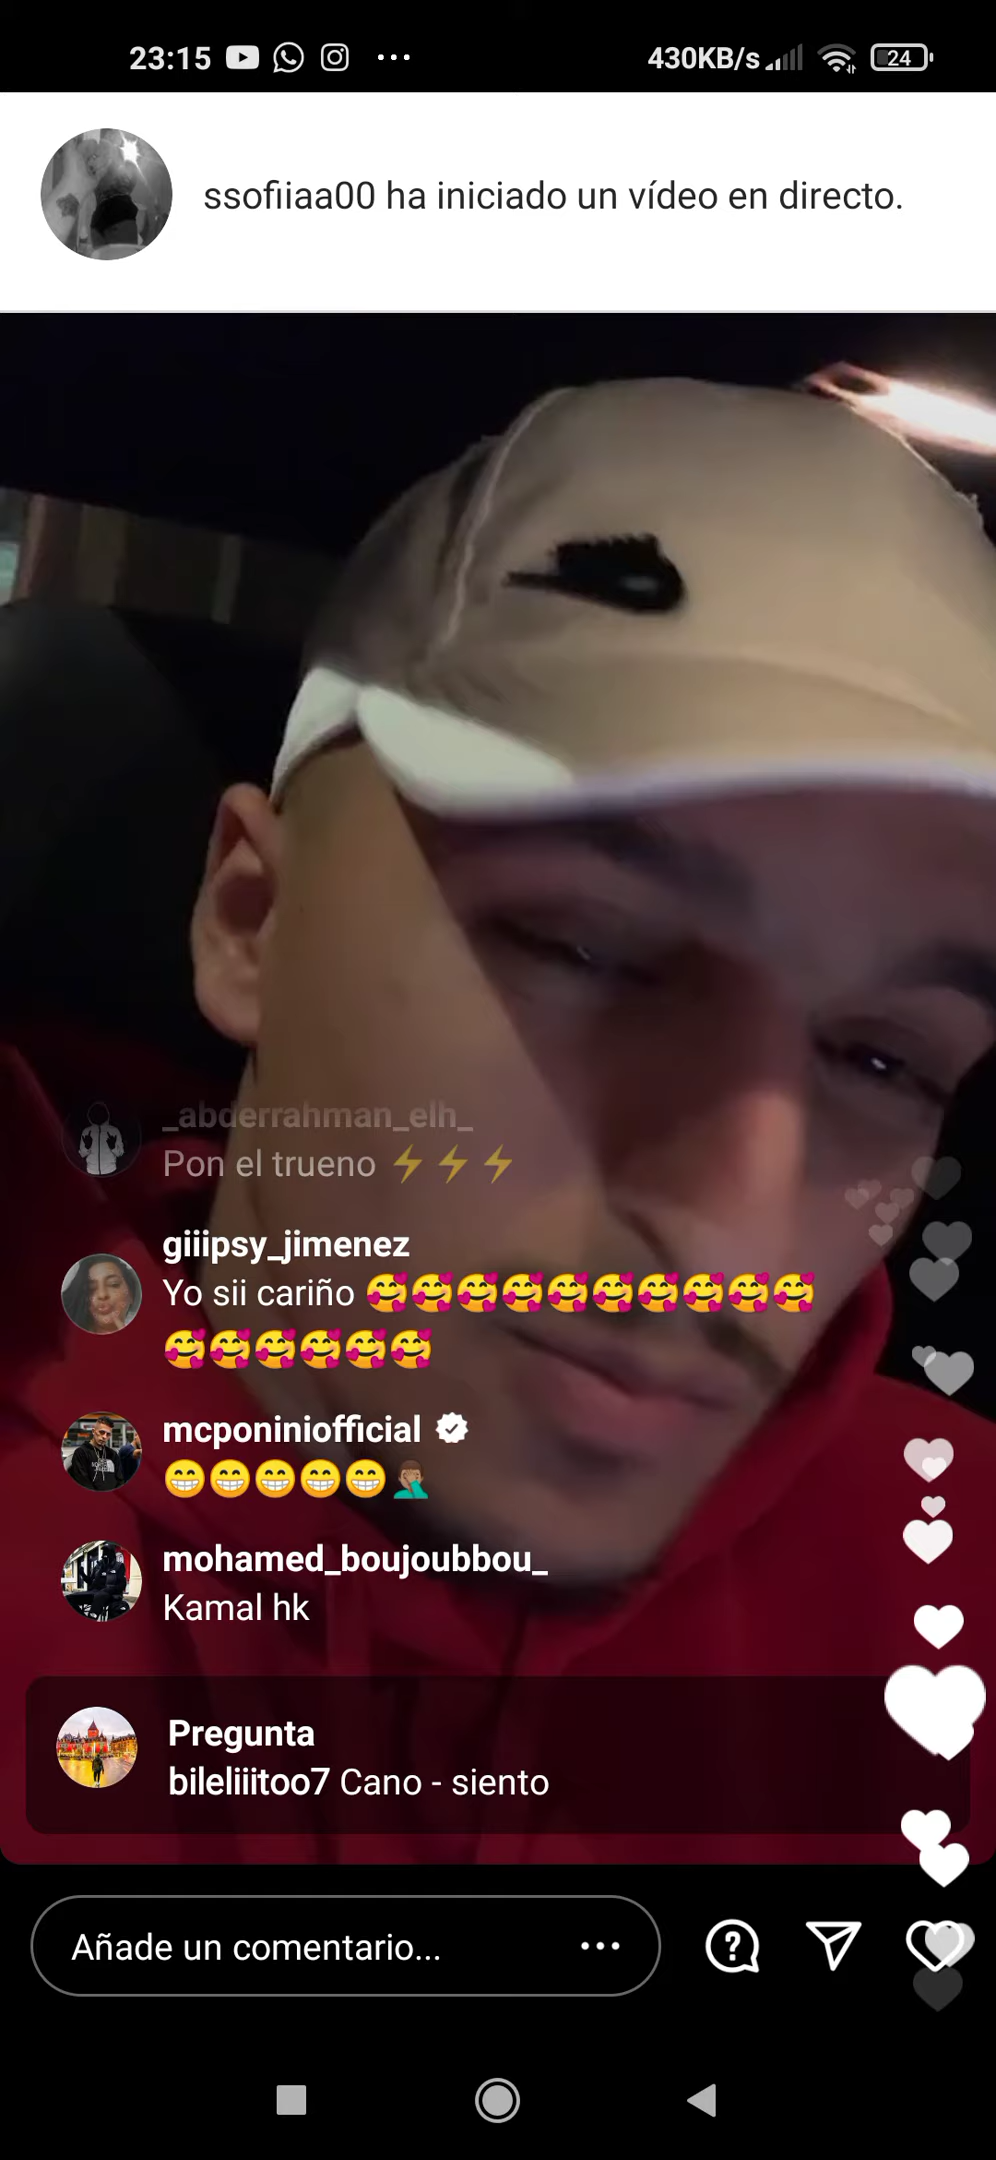 23:15
430KB/s
24
ssofiiaa00 ha iniciado un vídeo en directo.
_abderrahman_elh_
Pon el trueno ⚡⚡⚡
giiipsy_jimenez
Yo sii cariño 🥰🥰🥰🥰🥰🥰🥰🥰🥰🥰
🥰🥰🥰🥰🥰🥰
mcponiniofficial
😁😁😁😁😁🤦🏽‍♂️
mohamed_boujoubbou_
Kamal hk
Pregunta
bileliiitoo7 Cano - siento
Añade un comentario...